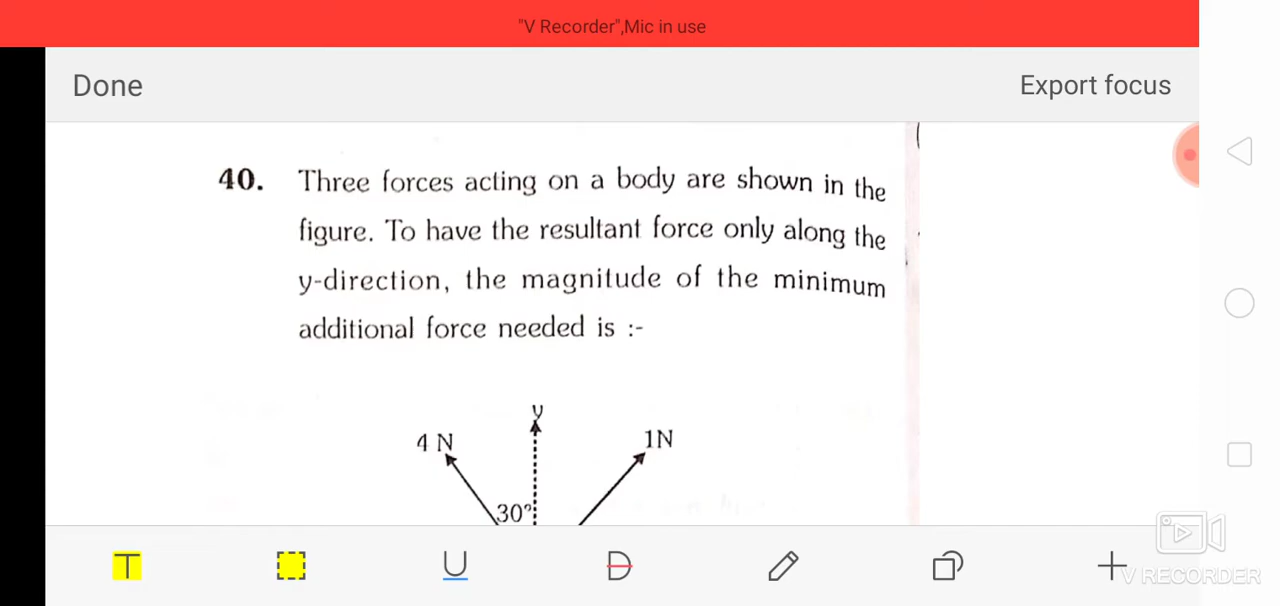 "V Recorder",Mic in use
Done
Export focus
40. Three forces acting on a body are shown in the
figure. To have the resultant force only along the
y-direction, the magnitude of the minimum
additional force needed is :-
y
4 N
1N
30°
T
U
D
V RECORDER